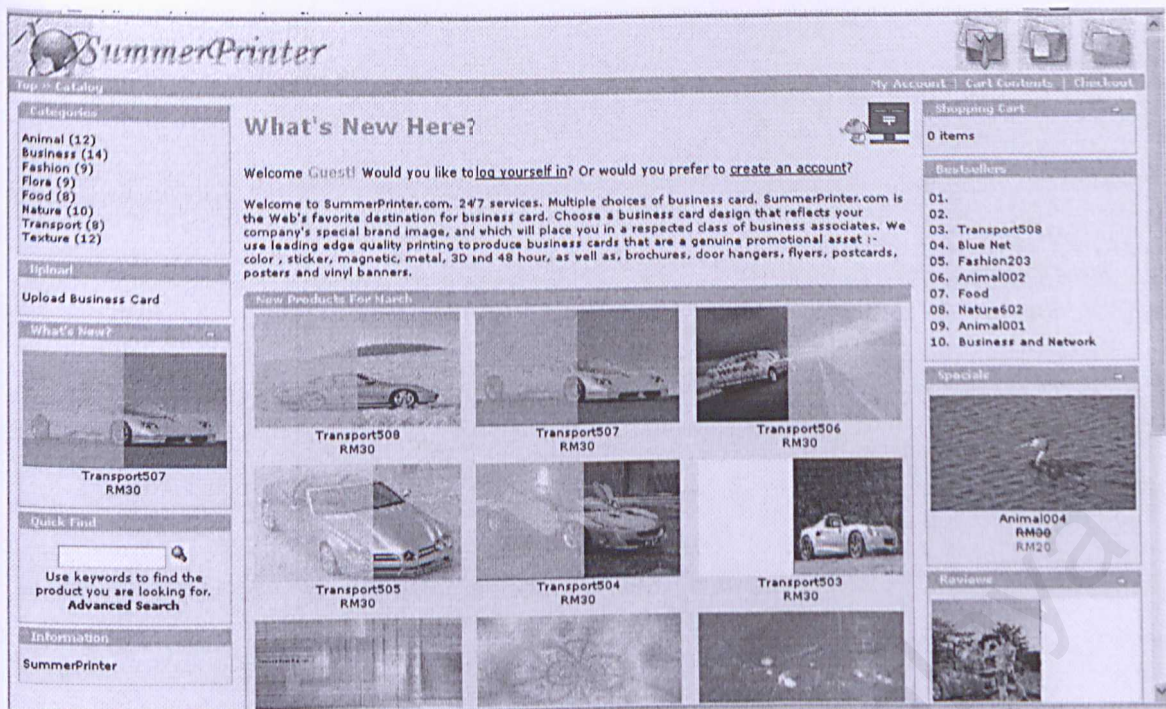 SummerPrinter
Top » Catalog
My Account | Cart Contents | Checkout
Categories
Animal (12)
Business (14)
Fashion (9)
Flora (9)
Food (8)
Nature (10)
Transport (8)
Texture (12)
Upload
Upload Business Card
What's New?
Transport507
RM30
Quick Find
Use keywords to find the
product you are looking for.
Advanced Search
Information
SummerPrinter
What's New Here?
Welcome Guest! Would you like to log yourself in? Or would you prefer to create an account?
Welcome to SummerPrinter.com. 24/7 services. Multiple choices of business card. SummerPrinter.com is
the Web's favorite destination for business card. Choose a business card design that reflects your
company's special brand image, and which will place you in a respected class of business associates. We
use leading edge quality printing to produce business cards that are a genuine promotional asset :-
color , sticker, magnetic, metal, 3D and 48 hour, as well as, brochures, door hangers, flyers, postcards,
posters and vinyl banners.
New Products For March
Transport508
RM30
Transport507
RM30
Transport506
RM30
Transport505
RM30
Transport504
RM30
Transport503
RM30
Shopping Cart
0 items
Bestsellers
01.
02.
03. Transport508
04. Blue Net
05. Fashion203
06. Animal002
07. Food
08. Nature602
09. Animal001
10. Business and Network
Specials
Animal004
RM30
RM20
Reviews